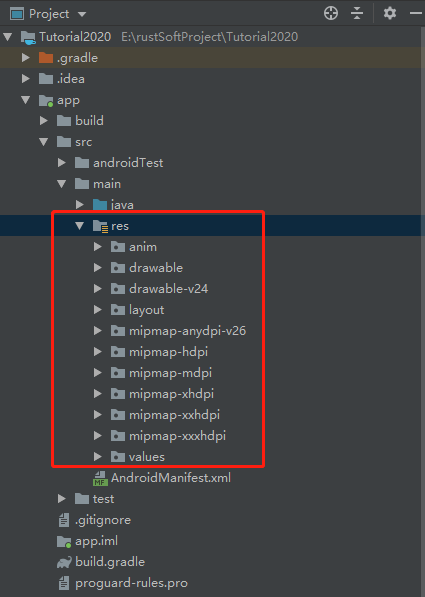 Project
Tutorial2020 E:\rustSoftProject\Tutorial2020
.gradle
.idea
app
build
src
androidTest
main
java
res
anim
drawable
drawable-v24
layout
mipmap-anydpi-v26
mipmap-hdpi
mipmap-mdpi
mipmap-xhdpi
mipmap-xxhdpi
mipmap-xxxhdpi
values
MF AndroidManifest.xml
test
.gitignore
app.iml
build.gradle
proguard-rules.pro